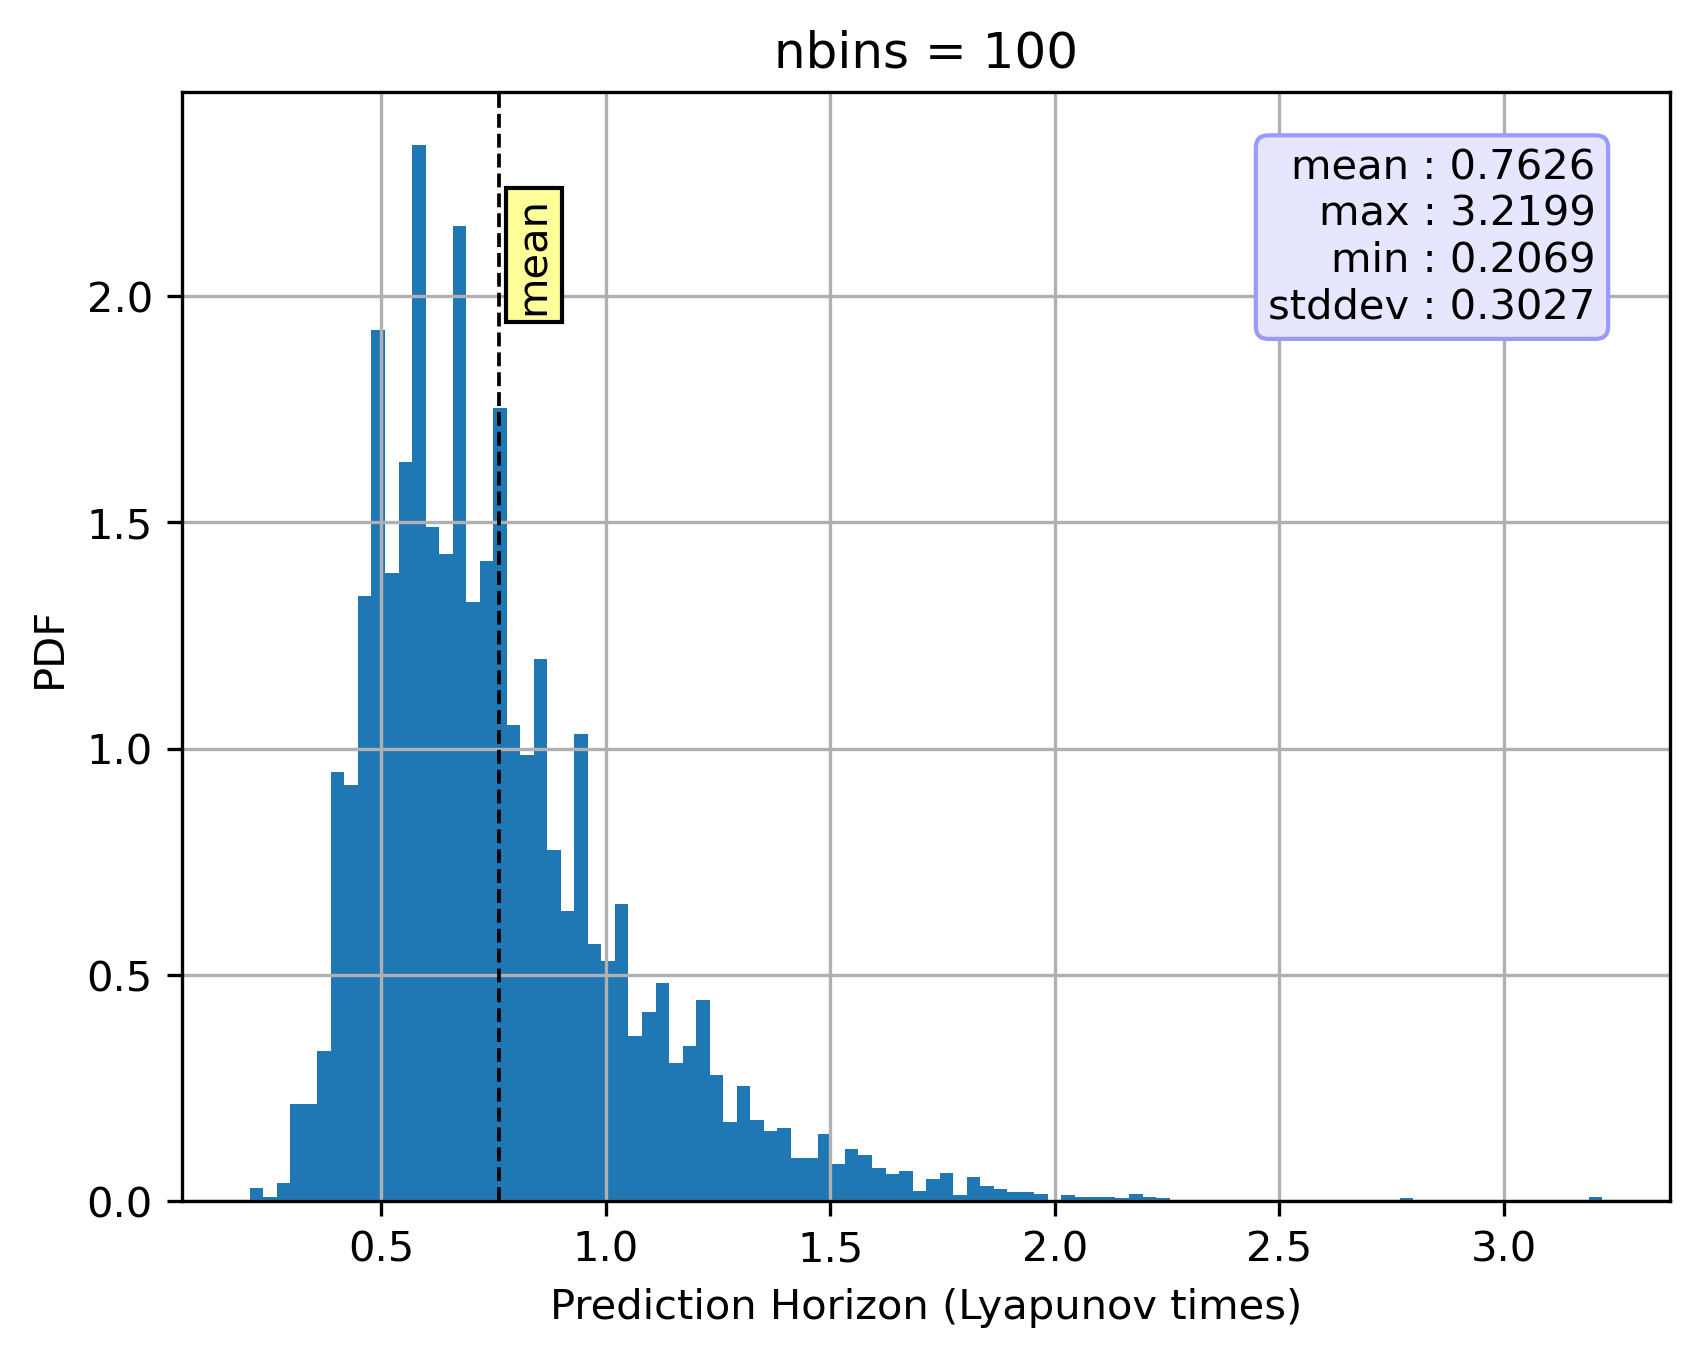 nbins = 100
mean : 0.7626
max : 3.2199
min : 0.2069
stddev : 0.3027
mean
PDF
2.0
1.5
1.0
0.5
0.0
0.5 1.0 1.5 2.0 2.5 3.0
Prediction Horizon (Lyapunov times)